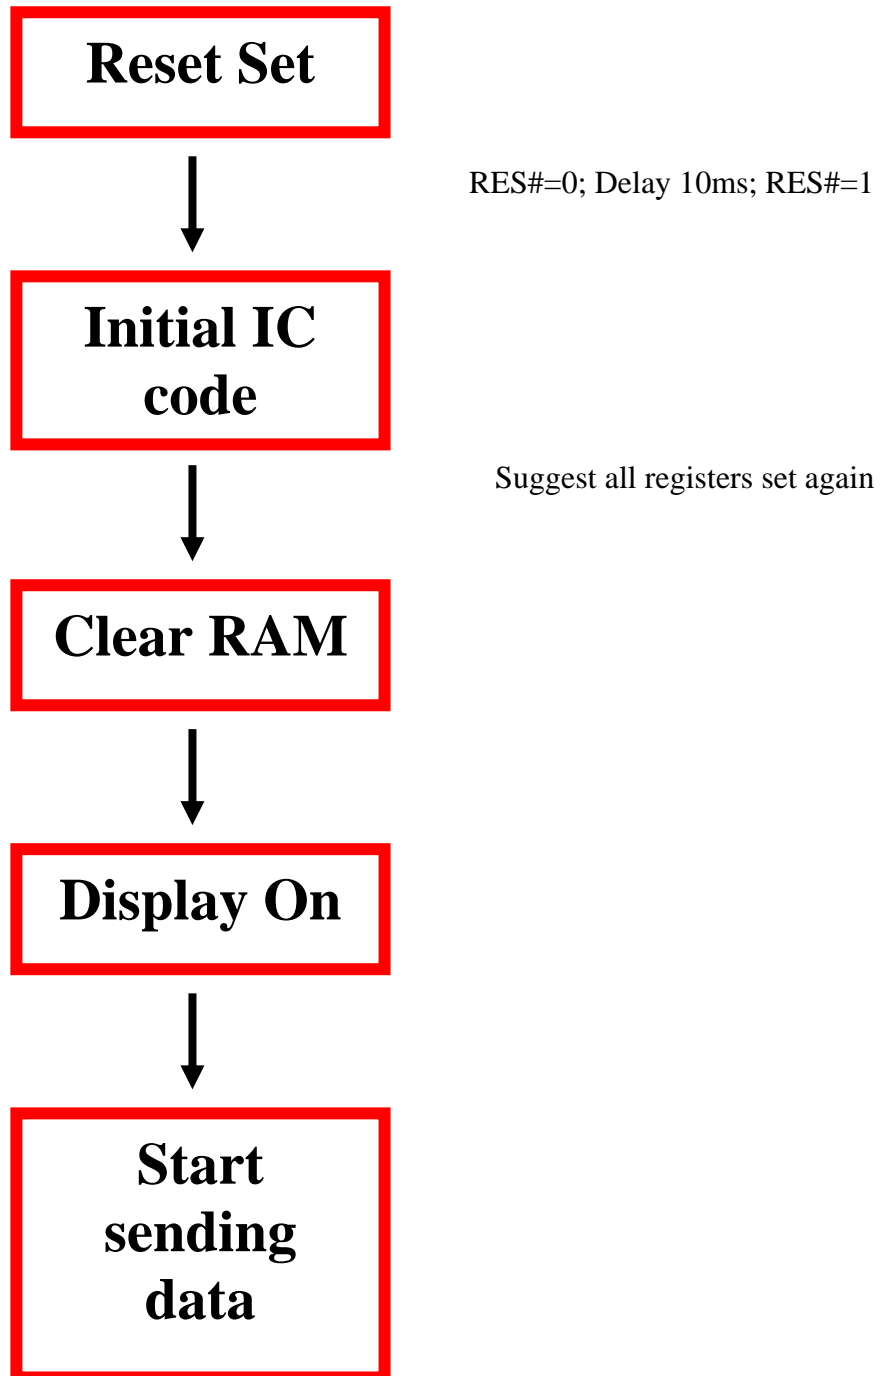 Reset Set
RES#=0; Delay 10ms; RES#=1
Initial IC
code
Suggest all registers set again
Clear RAM
Display On
Start
sending
data